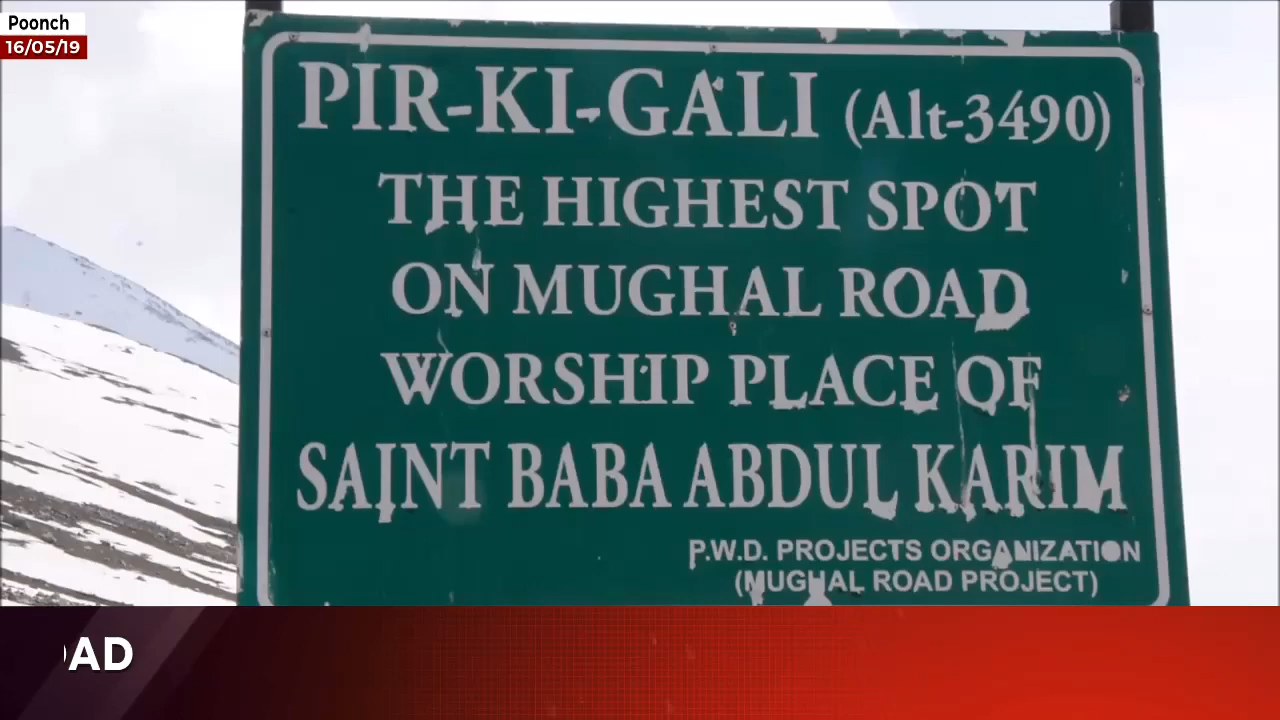 Poonch
16/05/19
PIR-KI-GALI (Alt-3490)
THE HIGHEST SPOT
ON MUGHAL ROAD
WORSHIP PLACE OF
SAINT BABA ABDUL KARIM
P.W.D. PROJECTS ORGANIZATION
(MUGHAL ROAD PROJECT)
AD